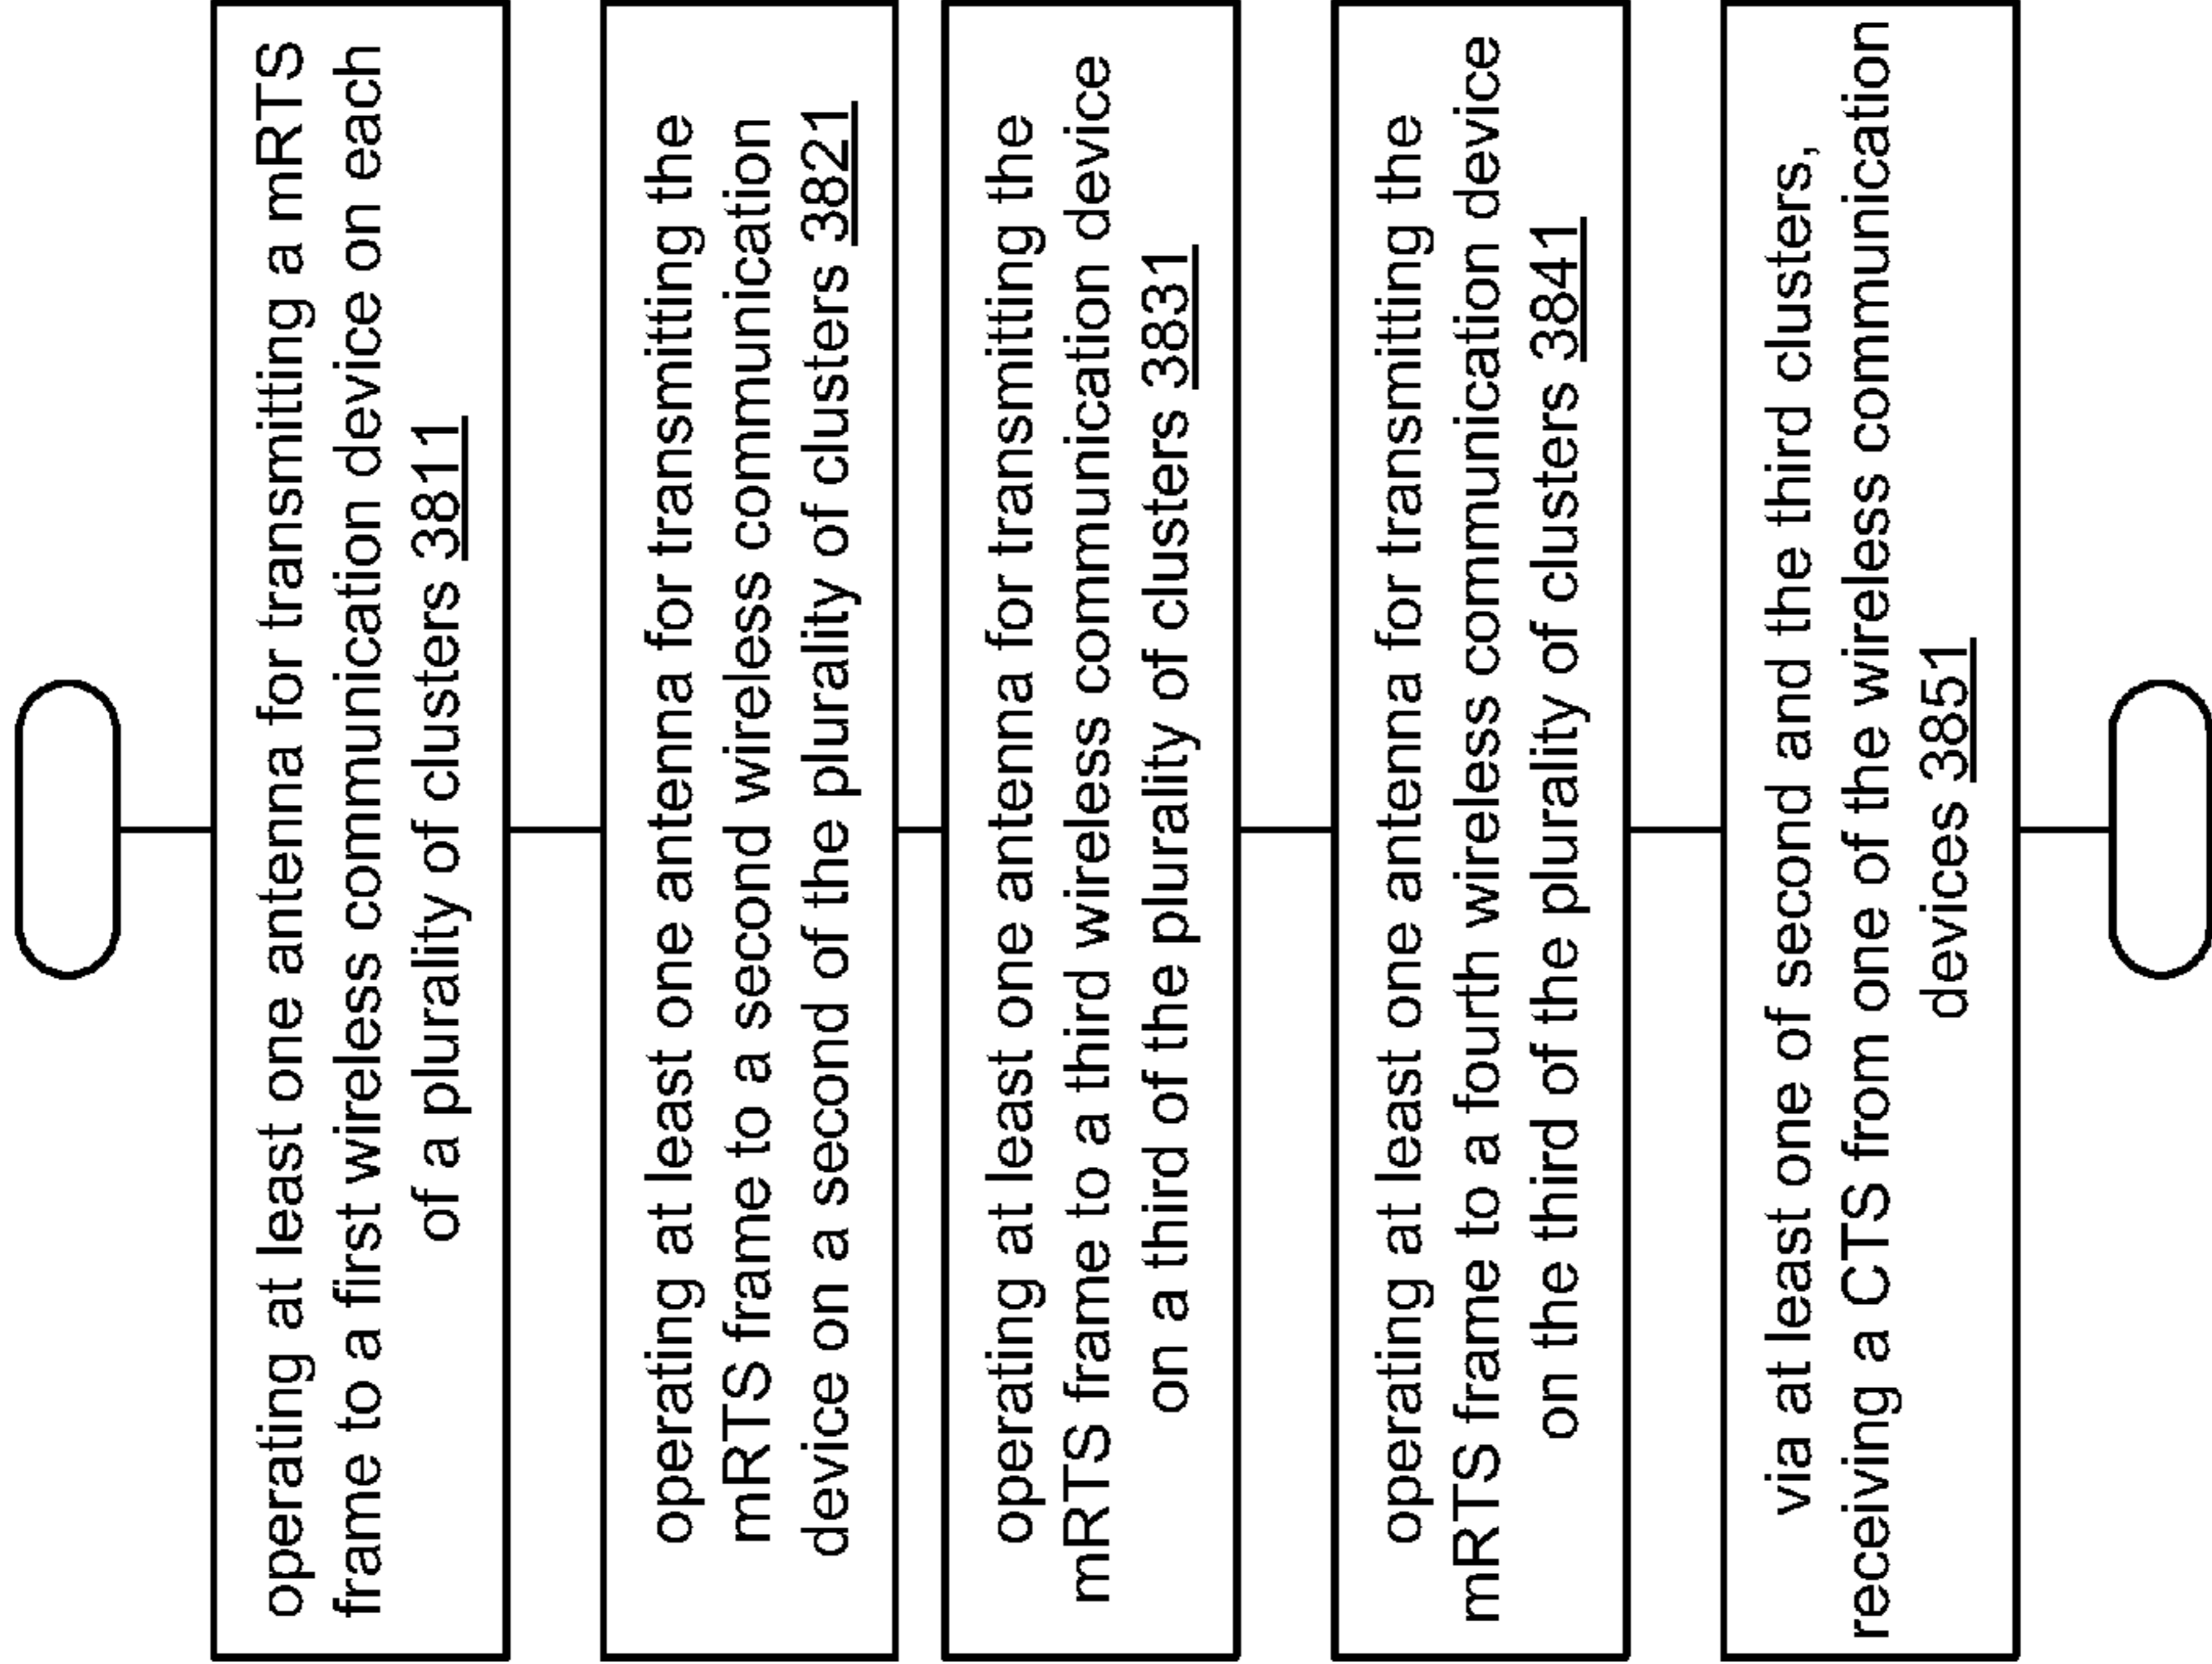 operating at least one antenna for transmitting a mRTS
frame to a first wireless communication device on each
of a plurality of clusters 3811
operating at least one antenna for transmitting the
mRTS frame to a second wireless communication
device on a second of the plurality of clusters 3821
operating at least one antenna for transmitting the
mRTS frame to a third wireless communication device
on a third of the plurality of clusters 3831
operating at least one antenna for transmitting the
mRTS frame to a fourth wireless communication device
on the third of the plurality of clusters 3841
via at least one of second and the third clusters,
receiving a CTS from one of the wireless communication
devices 3851